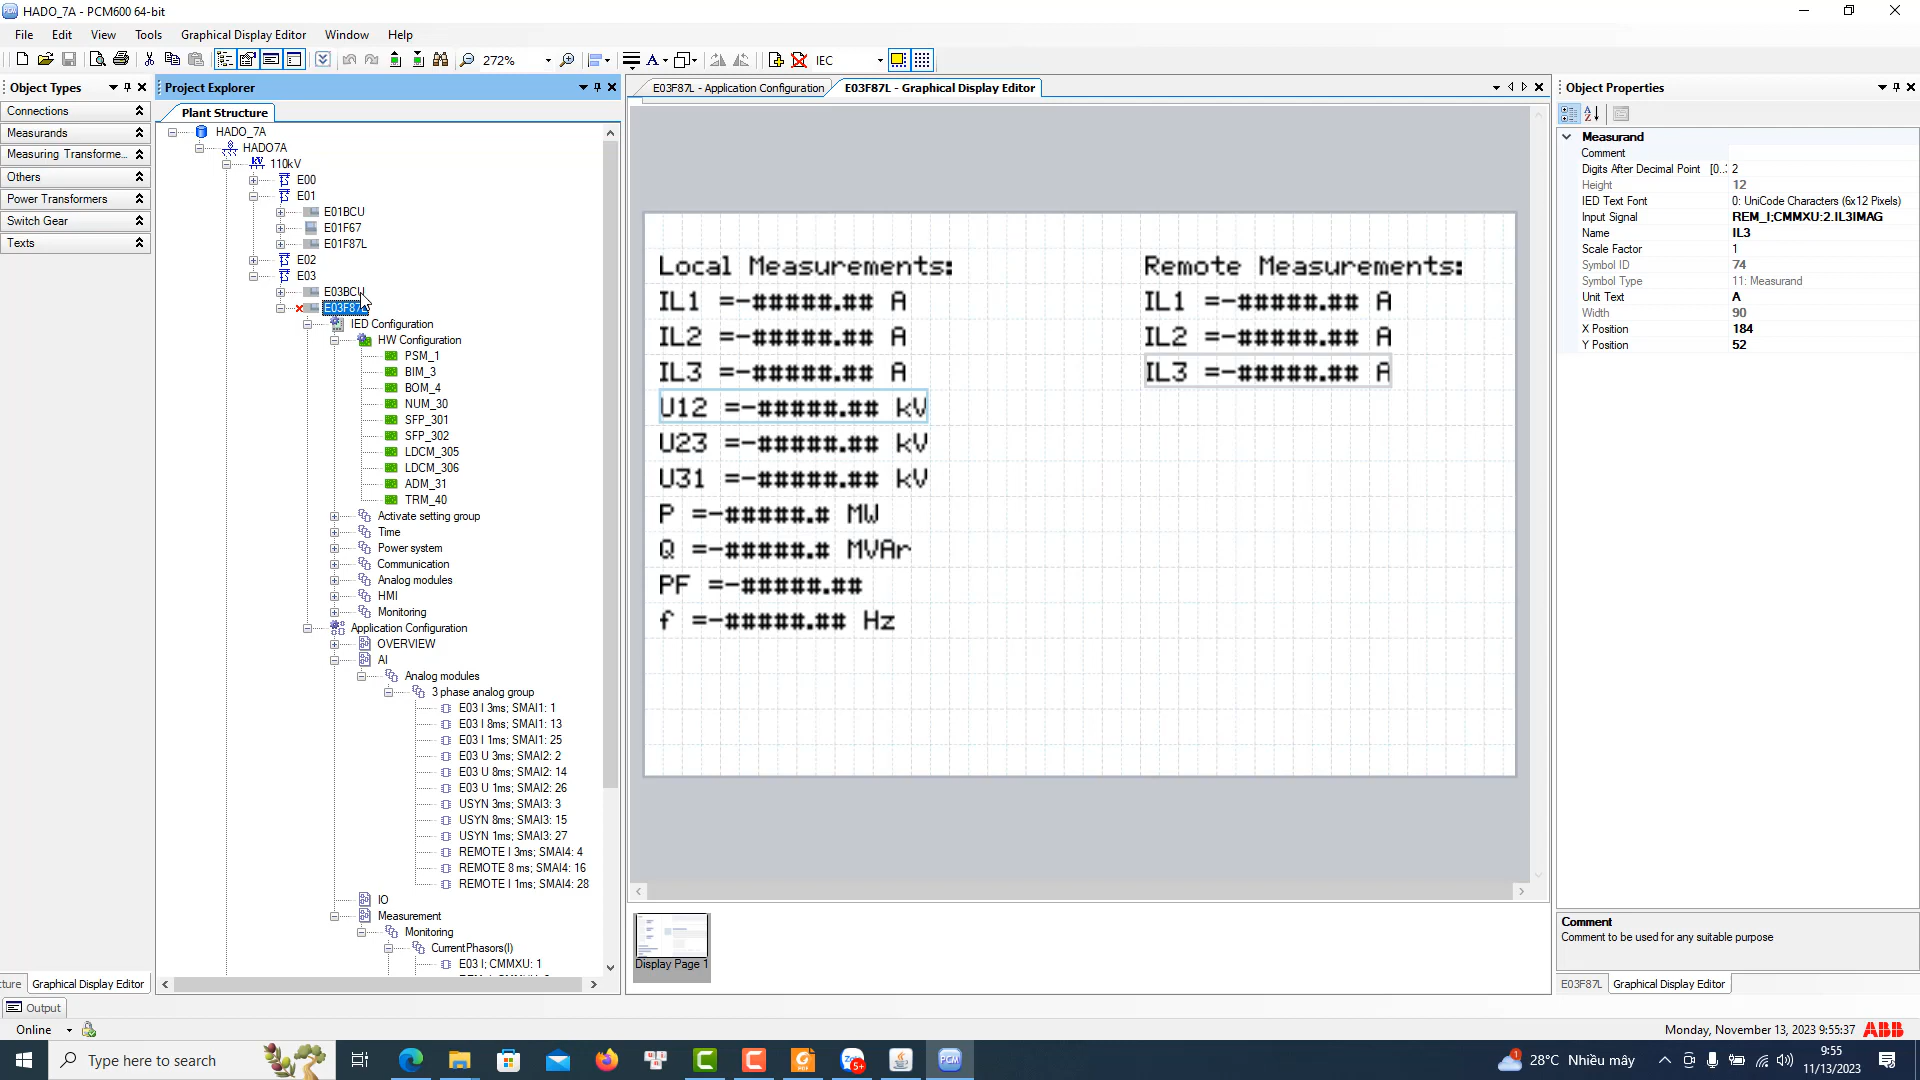 HADO_7A - PCM600 64-bit
File Edit View Tools Graphical Display Editor Window Help
272% IEC
Object Types
Connections
Measurands
Measuring Transforme...
Others
Power Transformers
Switch Gear
Texts
Project Explorer
Plant Structure
HADO_7A
HADO7A
110kV
E00
E01
E01BCU
E01F67
E01F87L
E02
E03
E03BCU
E03F87L
IED Configuration
HW Configuration
PSM_1
BIM_3
BOM_4
NUM_30
SFP_301
SFP_302
LDCM_305
LDCM_306
ADM_31
TRM_40
Activate setting group
Time
Power system
Communication
Analog modules
HMI
Monitoring
Application Configuration
OVERVIEW
AI
Analog modules
3 phase analog group
E03 I 3ms; SMAI1: 1
E03 I 8ms; SMAI1: 13
E03 I 1ms; SMAI1: 25
E03 U 3ms; SMAI2: 2
E03 U 8ms; SMAI2: 14
E03 U 1ms; SMAI2: 26
USYN 3ms; SMAI3: 3
USYN 8ms; SMAI3: 15
USYN 1ms; SMAI3: 27
REMOTE I 3ms; SMAI4: 4
REMOTE 8 ms; SMAI4: 16
REMOTE I 1ms; SMAI4: 28
IO
Measurement
Monitoring
CurrentPhasors(I)
E03 I; CMMXU: 1
E03F87L - Application Configuration
E03F87L - Graphical Display Editor
Local Measurements:
IL1 =-#####.## A
IL2 =-#####.## A
IL3 =-#####.## A
U12 =-#####.## kV
U23 =-#####.## kV
U31 =-#####.## kV
P =-#####.# MW
Q =-#####.# MVAr
PF =-#####.##
f =-#####.## Hz
Remote Measurements:
IL1 =-#####.## A
IL2 =-#####.## A
IL3 =-#####.## A
Display Page 1
Object Properties
Measurand
Comment
Digits After Decimal Point [0..: 2
Height 12
IED Text Font 0: UniCode Characters (6x12 Pixels)
Input Signal REM_I;CMMXU:2.IL3IMAG
Name IL3
Scale Factor 1
Symbol ID 74
Symbol Type 11: Measurand
Unit Text A
Width 90
X Position 184
Y Position 52
Comment
Comment to be used for any suitable purpose
cture Graphical Display Editor
E03F87L Graphical Display Editor
Output
Online
Monday, November 13, 2023 9:55:37 ABB
Type here to search
28°C Nhiều mây
9:55
11/13/2023